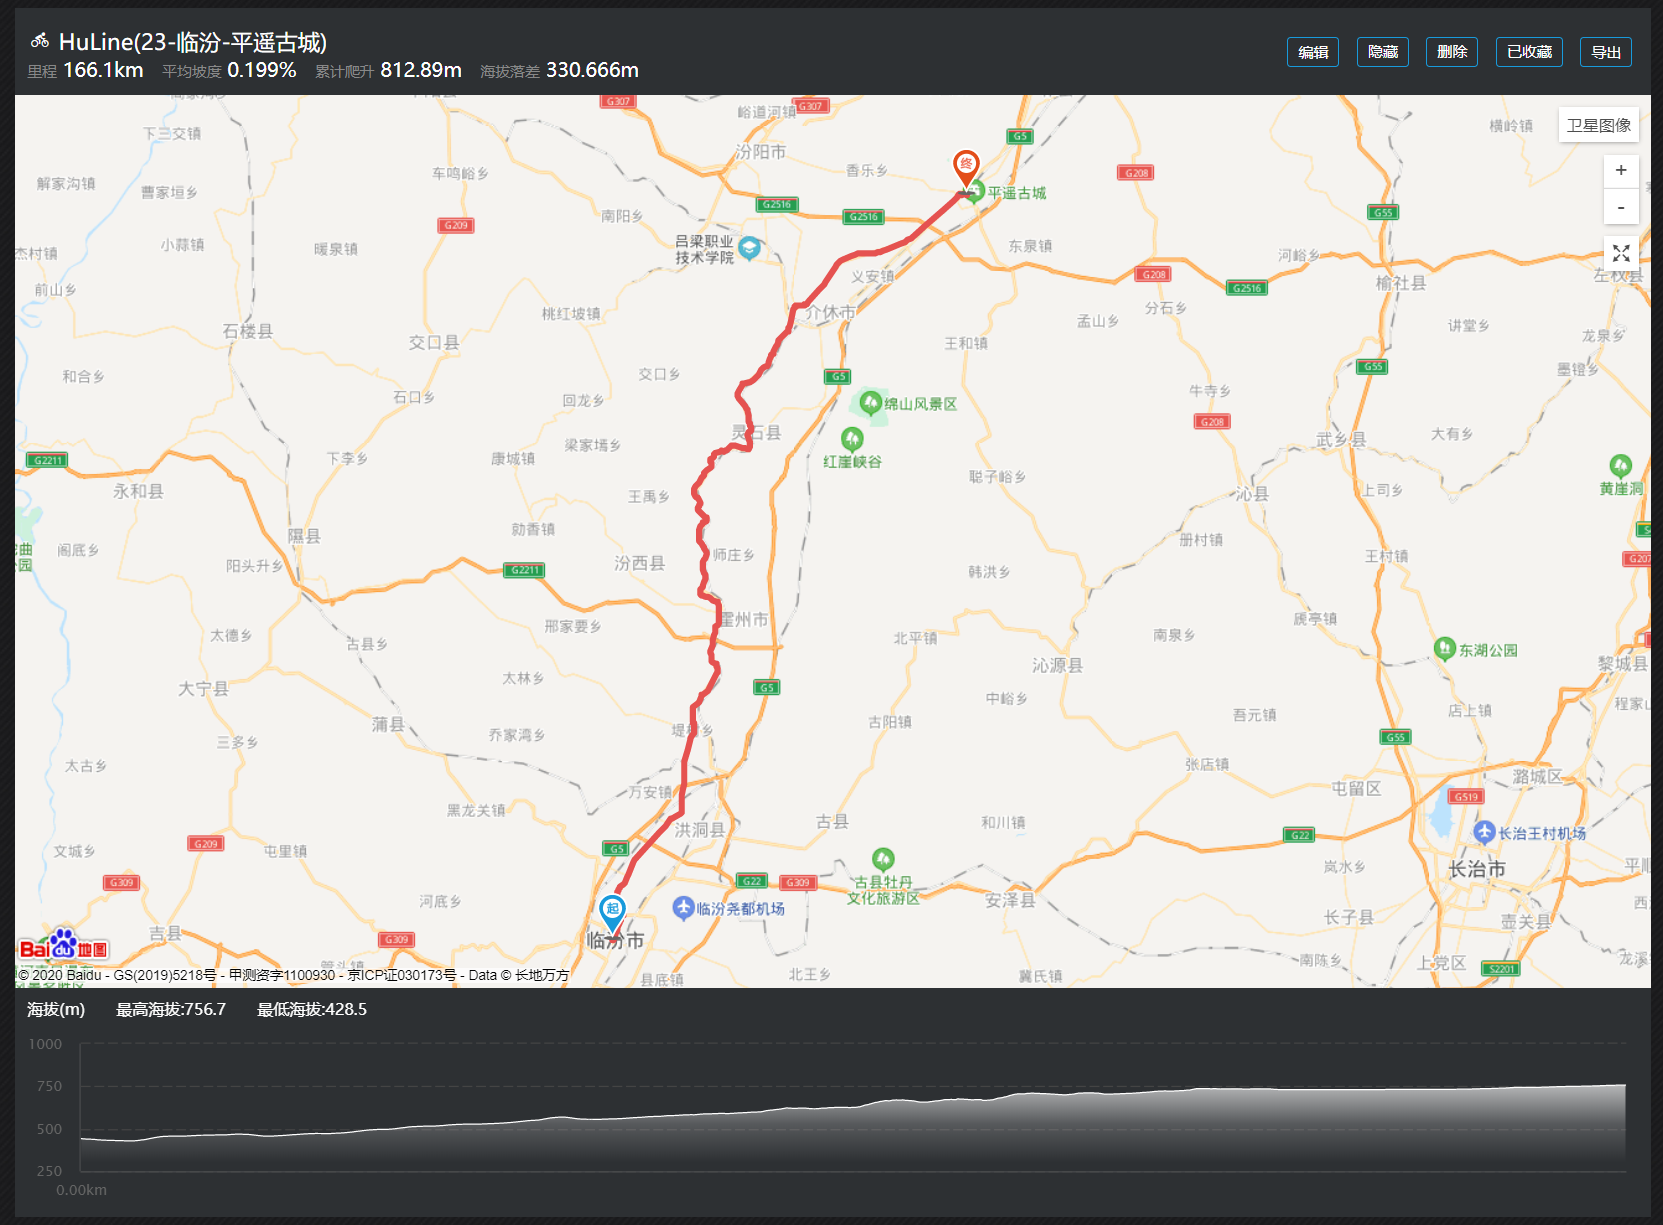 HuLine(23-临汾-平遥古城)
里程 166.1km 平均坡度 0.199% 累计爬升 812.89m 海拔落差 330.666m
编辑 隐藏 删除 已收藏 导出
卫星图像
+
-
G307
G307
峪道河镇
横岭镇
下三交镇
G5
汾阳市
终
车鸣峪乡
香乐乡
G208
解家沟镇
曹家垣乡
平遥古城
G2516
G2516
G55
南阳乡
G209
小蒜镇
暖泉镇
吕梁职业
技术学院
东泉镇
河峪乡
杰村镇
义安镇
G208
左权县
前山乡
G2516
榆社县
桃红坡镇
介休市
分石乡
孟山乡
讲堂乡
石楼县
交口县
王和镇
龙泉乡
和合乡
交口乡
G5
G55
墨镫乡
石口乡
回龙乡
绵山风景区
牛寺乡
G208
灵石县
武乡县
大有乡
梁家墕乡
G2211
下李乡
康城镇
红崖峡谷
聪子峪乡
黄崖洞
永和县
王禹乡
沁县
上司乡
勍香镇
隰县
册村镇
阁底乡
师庄乡
王村镇
G207
阳头升乡
G2211
汾西县
韩洪乡
霍州市
虒亭镇
邢家要乡
太德乡
古县乡
北平镇
南泉乡
沁源县
东湖公园
黎城县
大宁县
太林乡
G5
中峪乡
程家山
蒲县
古阳镇
吾元镇
店上镇
三多乡
乔家湾乡
堤村乡
G55
太古乡
张店镇
潞城区
万安镇
屯留区
G519
黑龙关镇
洪洞县
古县
和川镇
G22
长治王村机场
G209
文城乡
屯里镇
G5
古县牡丹
文化旅游区
岚水乡
长治市
G309
G22
G309
河底乡
起
临汾尧都机场
安泽县
长子县
壶关县
吉县
G309
临汾市
南陈乡
上党区
S2201
龙溪
县底镇
北王乡
冀氏镇
Bai du 地图
© 2020 Baidu - GS(2019)5218号 - 甲测资字1100930 - 京ICP证030173号 - Data © 长地万方
海拔(m) 最高海拔:756.7 最低海拔:428.5
1000
750
500
250
0.00km